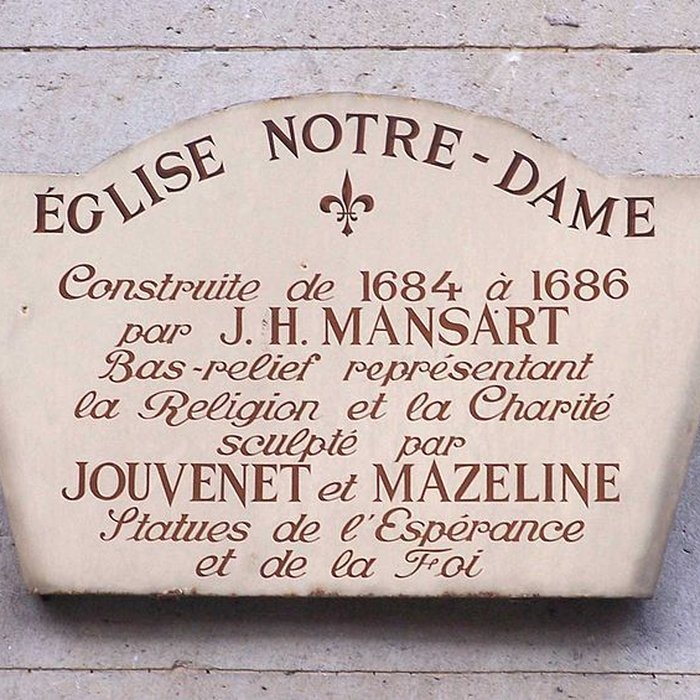 ÉGLISE NOTRE-DAME
Construite de 1684 à 1686
par J. H. MANSART
Bas-relief représentant
la Religion et la Charité
sculpté par
JOUVENET et MAZELINE
Statues de l'Espérance
et de la Foi